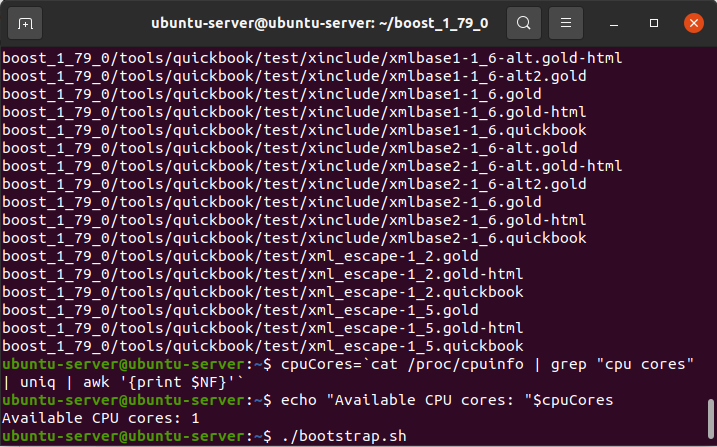 ubuntu-server@ubuntu-server: ~/boost_1_79_0
boost_1_79_0/tools/quickbook/test/xinclude/xmlbase1-1_6-alt.gold-html
boost_1_79_0/tools/quickbook/test/xinclude/xmlbase1-1_6-alt2.gold
boost_1_79_0/tools/quickbook/test/xinclude/xmlbase1-1_6.gold
boost_1_79_0/tools/quickbook/test/xinclude/xmlbase1-1_6.gold-html
boost_1_79_0/tools/quickbook/test/xinclude/xmlbase1-1_6.quickbook
boost_1_79_0/tools/quickbook/test/xinclude/xmlbase2-1_6-alt.gold
boost_1_79_0/tools/quickbook/test/xinclude/xmlbase2-1_6-alt.gold-html
boost_1_79_0/tools/quickbook/test/xinclude/xmlbase2-1_6-alt2.gold
boost_1_79_0/tools/quickbook/test/xinclude/xmlbase2-1_6.gold
boost_1_79_0/tools/quickbook/test/xinclude/xmlbase2-1_6.gold-html
boost_1_79_0/tools/quickbook/test/xinclude/xmlbase2-1_6.quickbook
boost_1_79_0/tools/quickbook/test/xml_escape-1_2.gold
boost_1_79_0/tools/quickbook/test/xml_escape-1_2.gold-html
boost_1_79_0/tools/quickbook/test/xml_escape-1_2.quickbook
boost_1_79_0/tools/quickbook/test/xml_escape-1_5.gold
boost_1_79_0/tools/quickbook/test/xml_escape-1_5.gold-html
boost_1_79_0/tools/quickbook/test/xml_escape-1_5.quickbook
ubuntu-server@ubuntu-server:~$ cpuCores=`cat /proc/cpuinfo | grep "cpu cores"
| uniq | awk '{print $NF}'`
ubuntu-server@ubuntu-server:~$ echo "Available CPU cores: "$cpuCores
Available CPU cores: 1
ubuntu-server@ubuntu-server:~$ ./bootstrap.sh